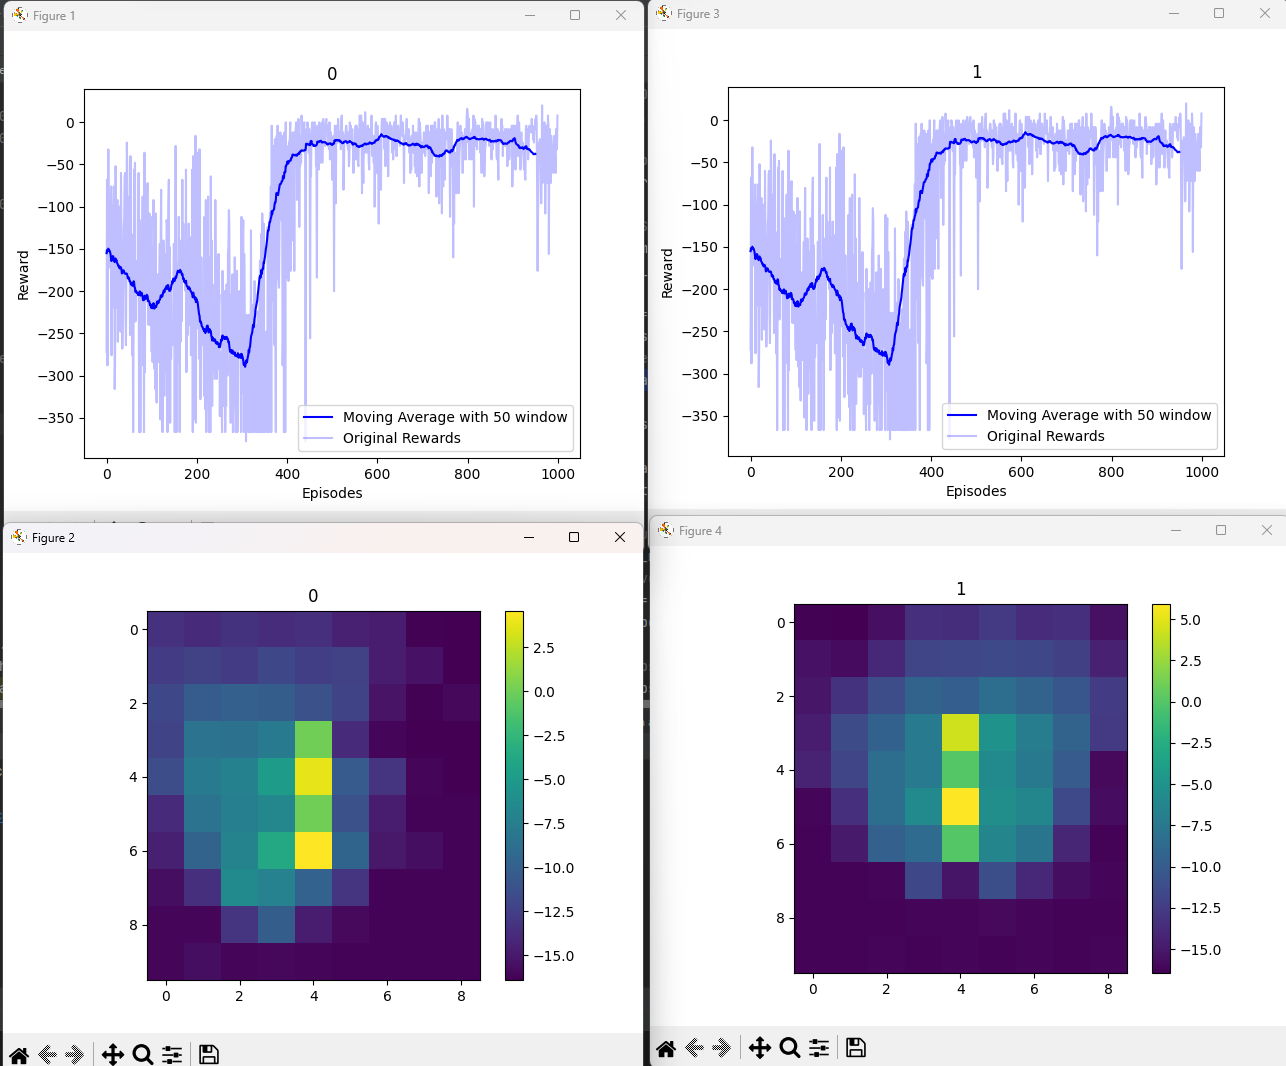 Figure 1
0
0
−50
−100
−150
−200
−250
−300
−350
Reward
Moving Average with 50 window
Original Rewards
0 200 400 600 800 1000
Episodes
Figure 3
1
0
−50
−100
−150
−200
−250
−300
−350
Reward
Moving Average with 50 window
Original Rewards
0 200 400 600 800 1000
Episodes
Figure 2
0
0
2
4
6
8
0 2 4 6 8
2.5
0.0
−2.5
−5.0
−7.5
−10.0
−12.5
−15.0
Figure 4
1
0
2
4
6
8
0 2 4 6 8
5.0
2.5
0.0
−2.5
−5.0
−7.5
−10.0
−12.5
−15.0